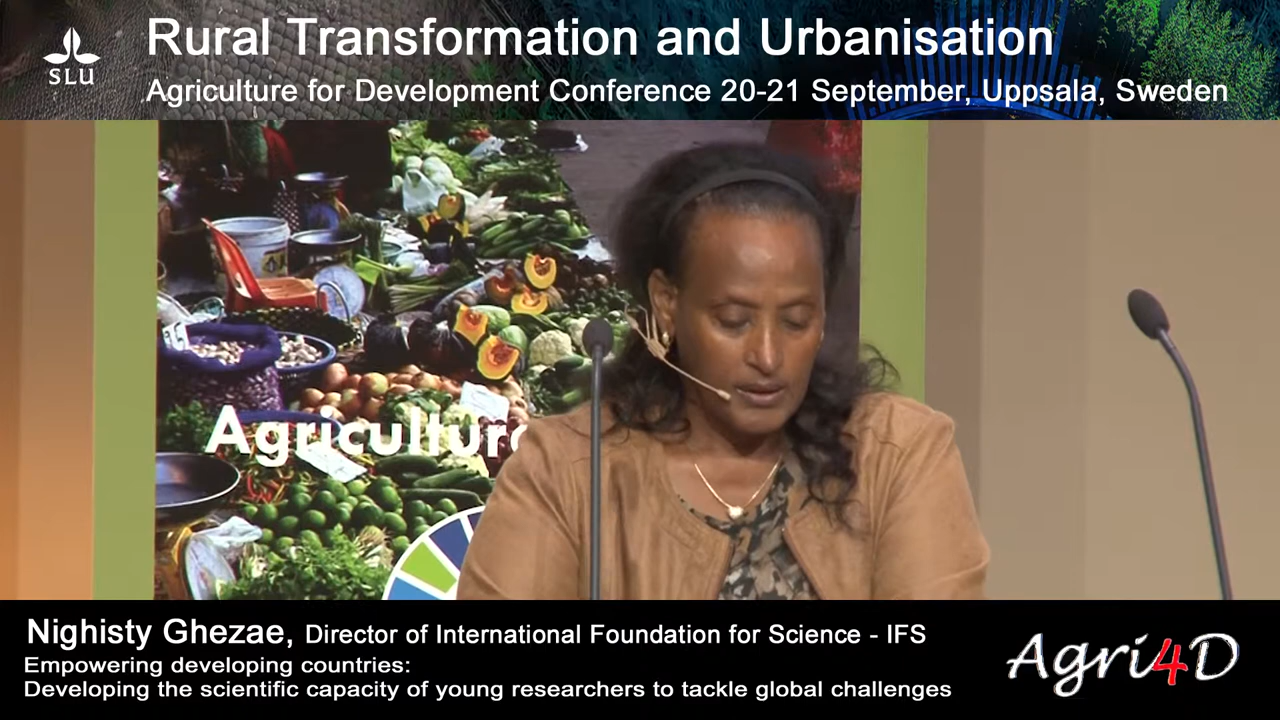 Rural Transformation and Urbanisation
SLU
Agriculture for Development Conference 20-21 September, Uppsala, Sweden
Agriculture
Nighisty Ghezae, Director of International Foundation for Science - IFS
Empowering developing countries:
Developing the scientific capacity of young researchers to tackle global challenges
Agri4D